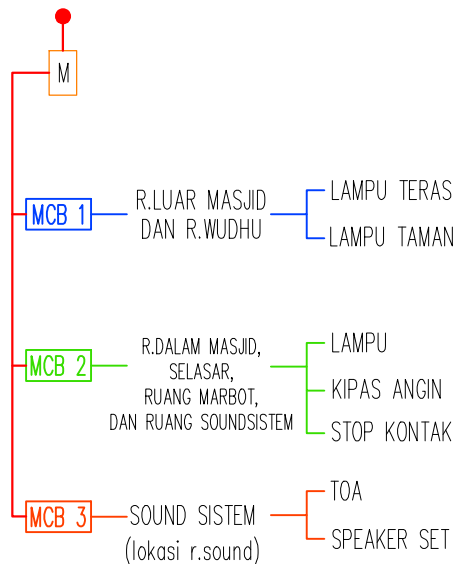 M
MCB 1
R.LUAR MASJID
DAN R.WUDHU
LAMPU TERAS
LAMPU TAMAN
MCB 2
R.DALAM MASJID,
SELASAR,
RUANG MARBOT,
DAN RUANG SOUNDSISTEM
LAMPU
KIPAS ANGIN
STOP KONTAK
MCB 3
SOUND SISTEM
(lokasi r.sound)
TOA
SPEAKER SET